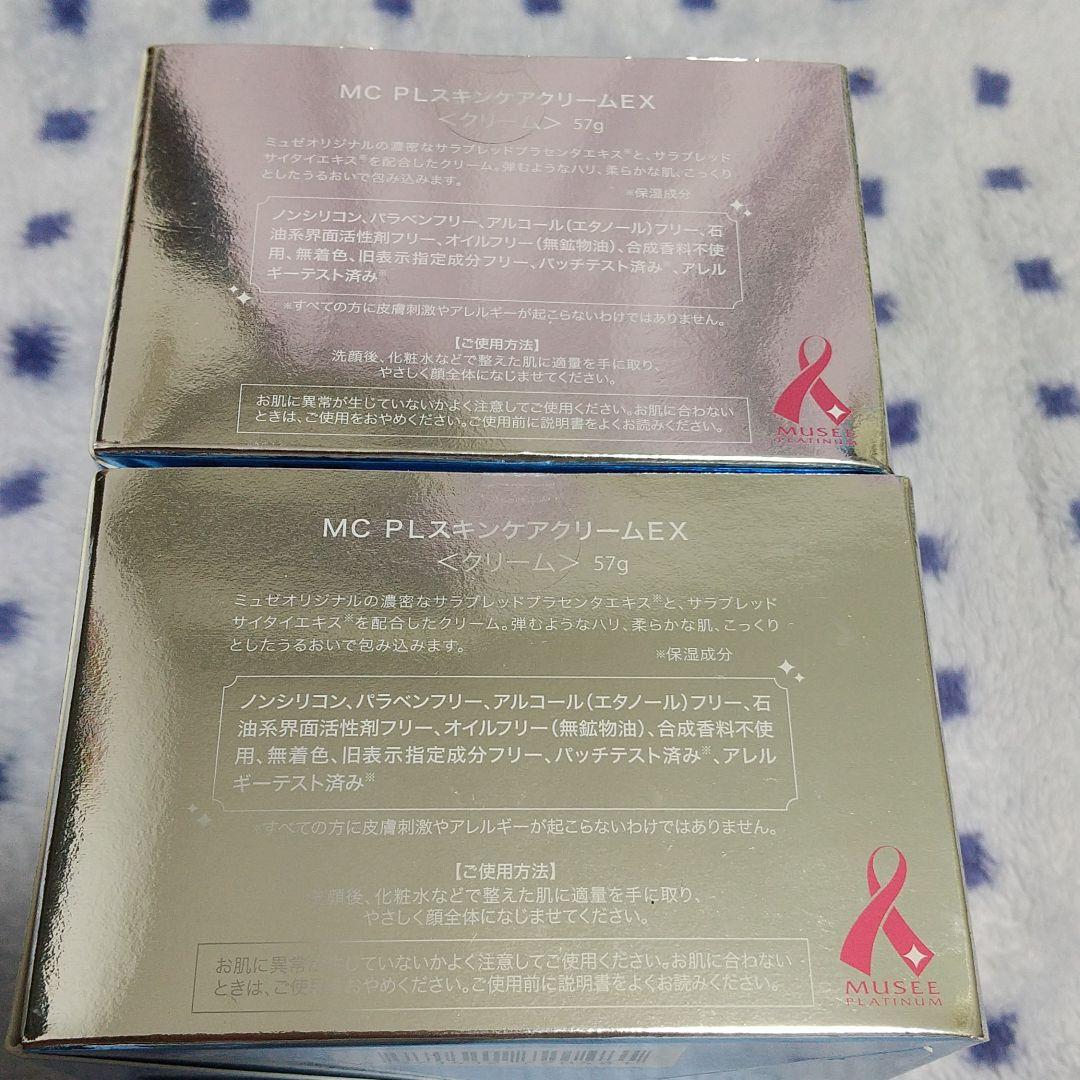 MC PLスキンケアクリームEX
＜クリーム＞ 57g
ミュゼオリジナルの濃密なサラブレッドプラセンタエキス※と、サラブレッド
サイタイエキス※を配合したクリーム。弾むようなハリ、柔らかな肌、こっくり
としたうるおいで包み込みます。
※保湿成分
ノンシリコン、パラベンフリー、アルコール（エタノール）フリー、石
油系界面活性剤フリー、オイルフリー（無鉱物油）、合成香料不使
用、無着色、旧表示指定成分フリー、パッチテスト済み※、アレル
ギーテスト済み※
※すべての方に皮膚刺激やアレルギーが起こらないわけではありません。
【ご使用方法】
洗顔後、化粧水などで整えた肌に適量を手に取り、
やさしく顔全体になじませてください。
お肌に異常が生じていないかよく注意してご使用ください。お肌に合わない
ときは、ご使用をおやめください。ご使用前に説明書をよくお読みください。
MUSEE
PLATINUM
MC PLスキンケアクリームEX
＜クリーム＞ 57g
ミュゼオリジナルの濃密なサラブレッドプラセンタエキス※と、サラブレッド
サイタイエキス※を配合したクリーム。弾むようなハリ、柔らかな肌、こっくり
としたうるおいで包み込みます。
※保湿成分
ノンシリコン、パラベンフリー、アルコール（エタノール）フリー、石
油系界面活性剤フリー、オイルフリー（無鉱物油）、合成香料不使
用、無着色、旧表示指定成分フリー、パッチテスト済み※、アレル
ギーテスト済み※
※すべての方に皮膚刺激やアレルギーが起こらないわけではありません。
【ご使用方法】
洗顔後、化粧水などで整えた肌に適量を手に取り、
やさしく顔全体になじませてください。
お肌に異常が生じていないかよく注意してご使用ください。お肌に合わない
ときは、ご使用をおやめください。ご使用前に説明書をよくお読みください。
MUSEE
PLATINUM